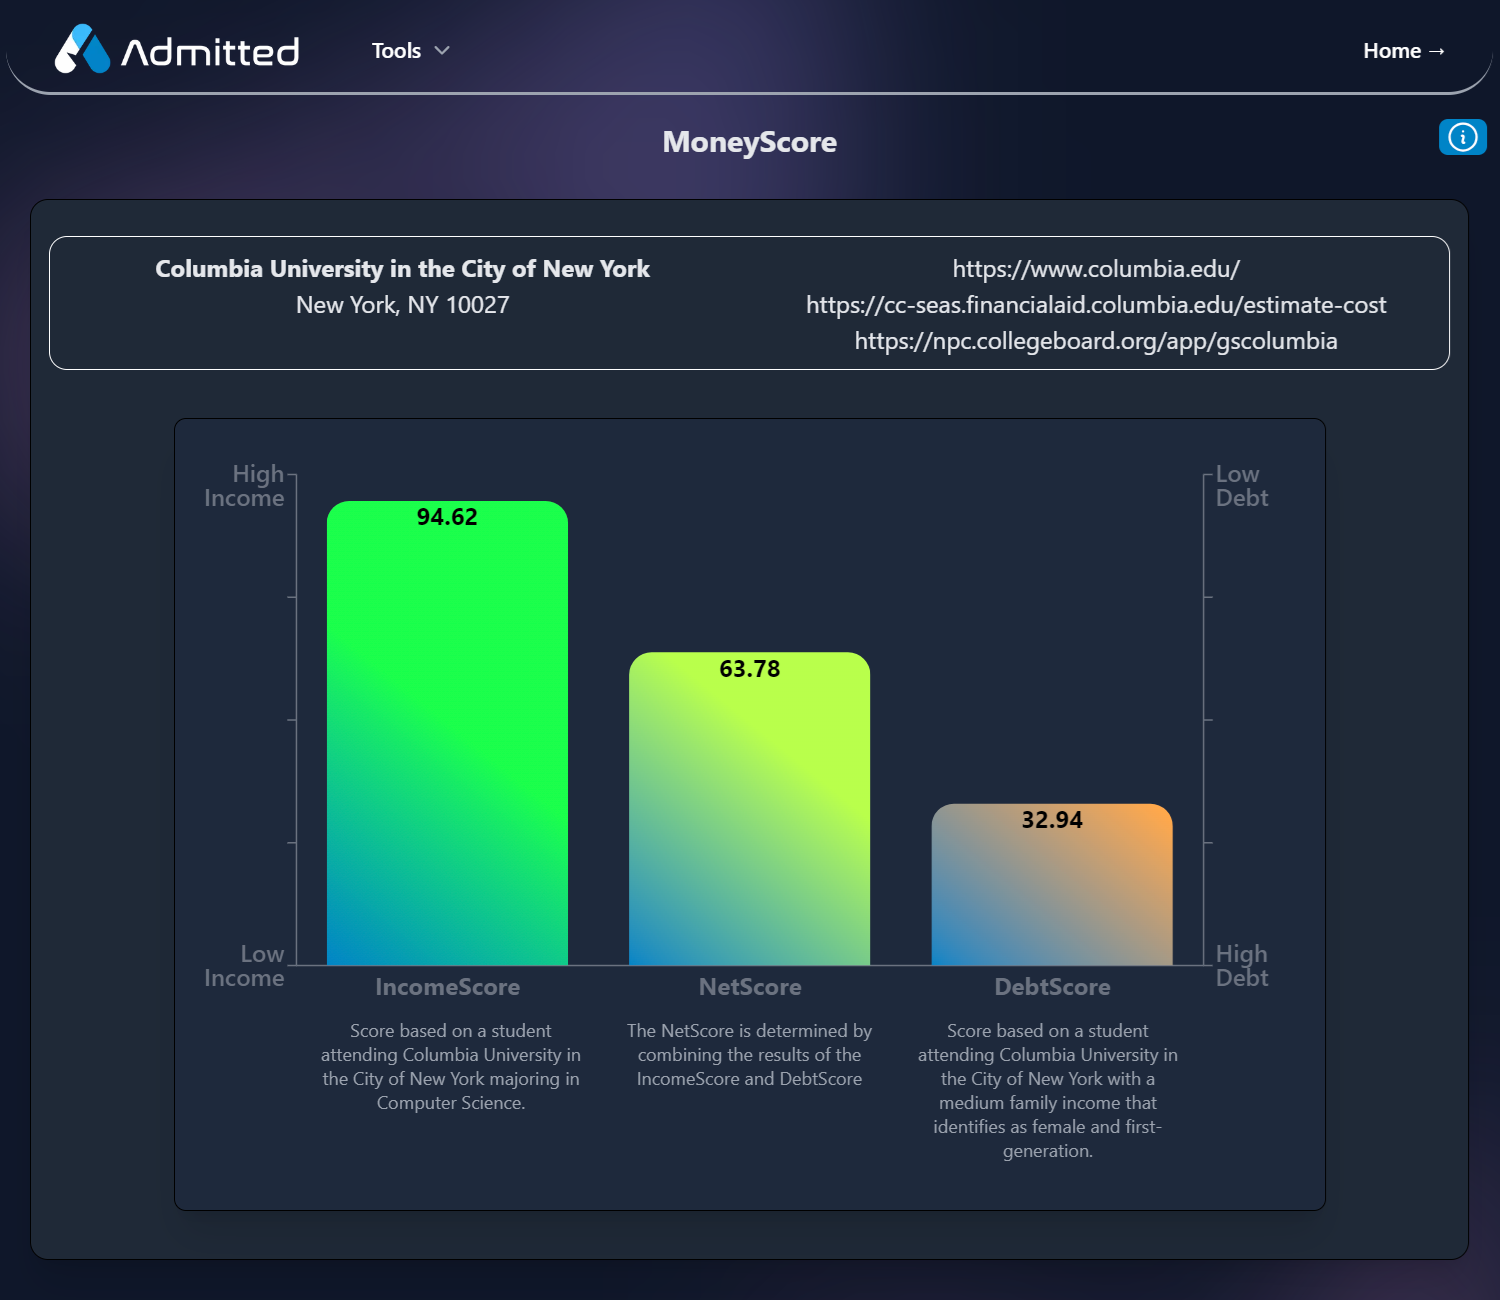 Admitted
Tools
Home →
MoneyScore
Columbia University in the City of New York
New York, NY 10027
https://www.columbia.edu/
https://cc-seas.financialaid.columbia.edu/estimate-cost
https://npc.collegeboard.org/app/gscolumbia
High
Income
Low
Debt
94.62
63.78
32.94
Low
Income
High
Debt
IncomeScore
NetScore
DebtScore
Score based on a student
attending Columbia University in
the City of New York majoring in
Computer Science.
The NetScore is determined by
combining the results of the
IncomeScore and DebtScore
Score based on a student
attending Columbia University in
the City of New York with a
medium family income that
identifies as female and first-
generation.